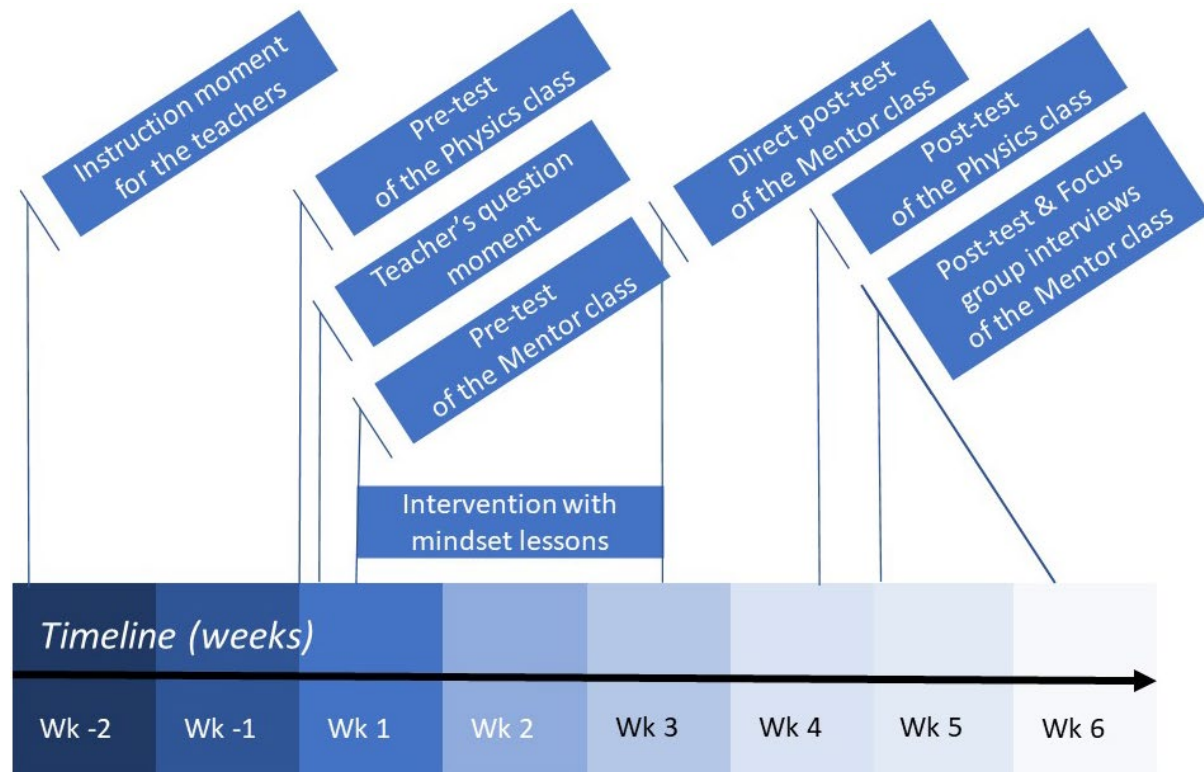 Instruction moment
for the teachers
Pre-test
of the Physics class
Teacher's question
moment
Pre-test
of the Mentor class
Direct post-test
of the Mentor class
Post-test
of the Physics class
Post-test & Focus
group interviews
of the Mentor class
Intervention with
mindset lessons
Timeline (weeks)
Wk -2 Wk -1 Wk 1 Wk 2 Wk 3 Wk 4 Wk 5 Wk 6